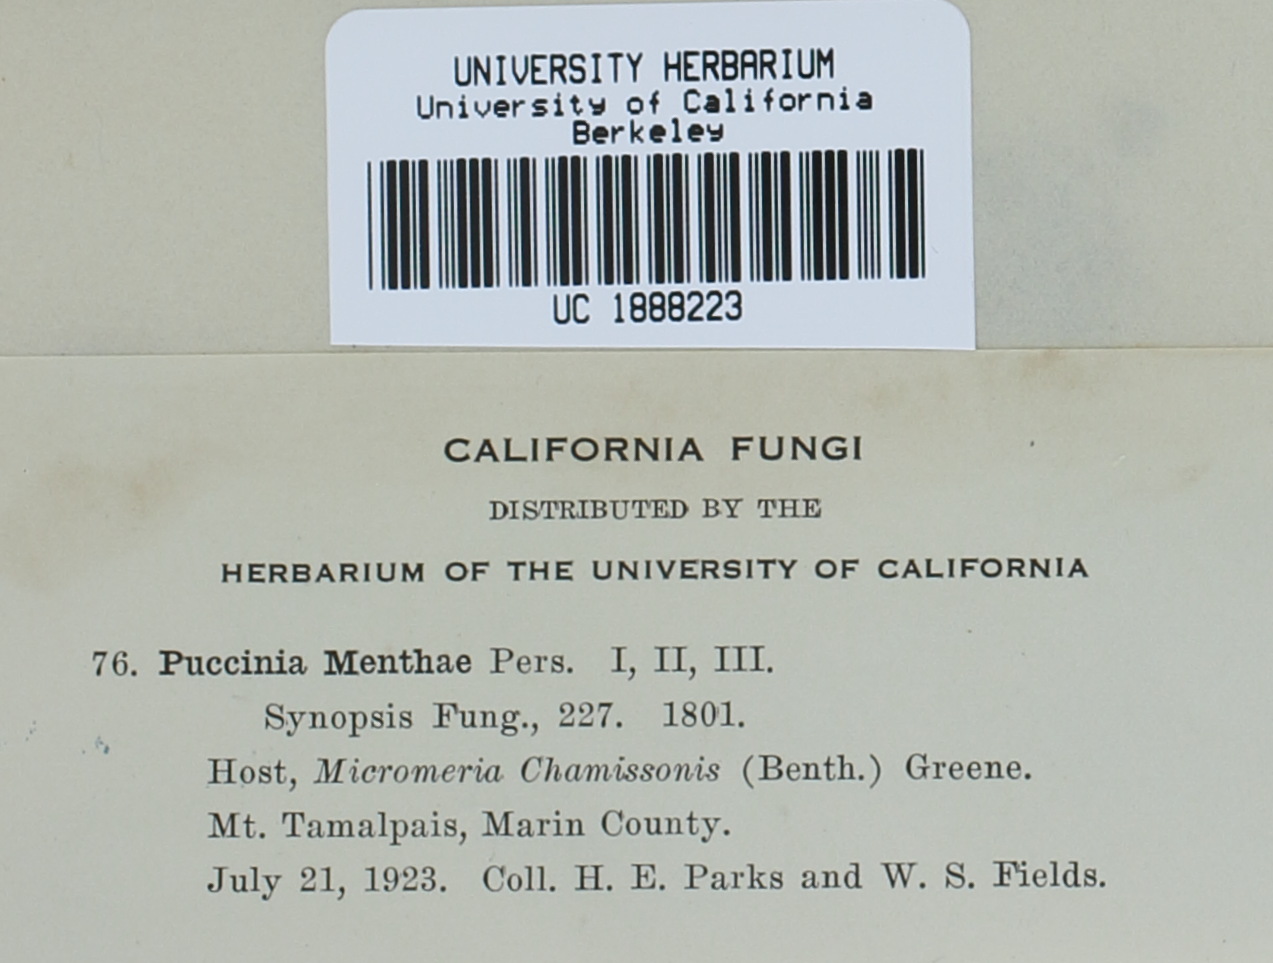 UNIVERSITY HERBARIUM
University of California
Berkeley
UC 1888223
CALIFORNIA FUNGI
DISTRIBUTED BY THE
HERBARIUM OF THE UNIVERSITY OF CALIFORNIA
76. Puccinia Menthae Pers. I, II, III.
Synopsis Fung., 227. 1801.
Host, Micromeria Chamissonis (Benth.) Greene.
Mt. Tamalpais, Marin County.
July 21, 1923. Coll. H. E. Parks and W. S. Fields.